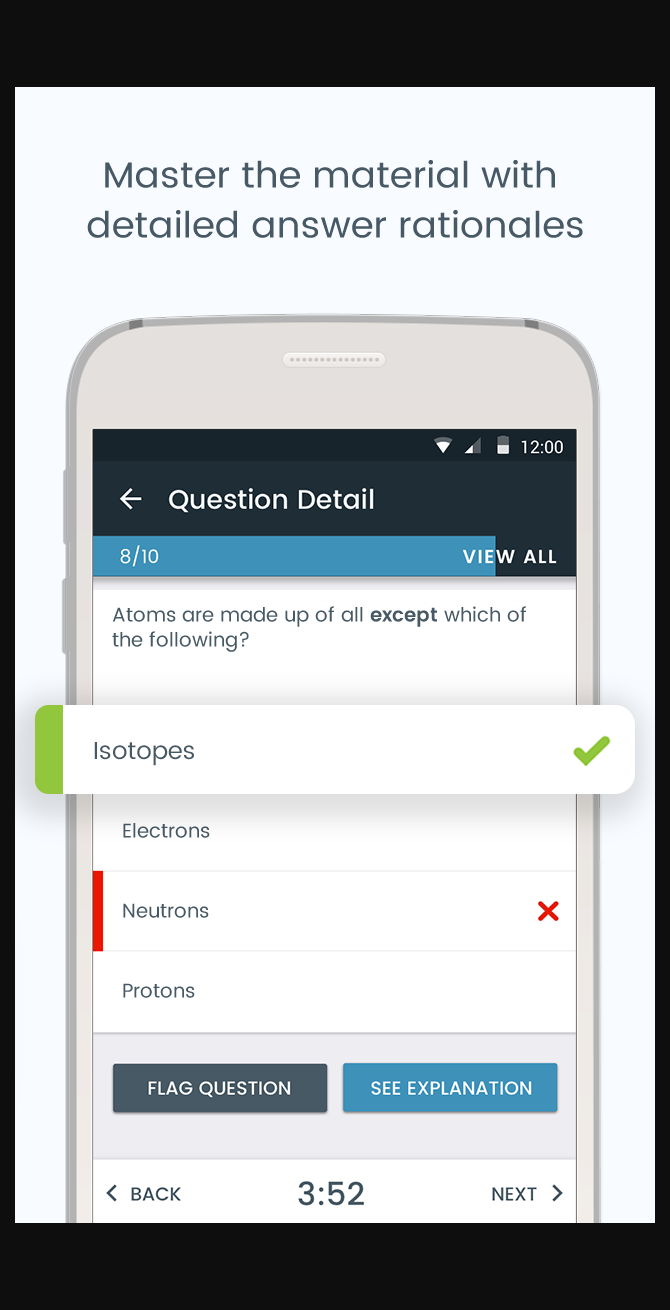 Master the material with
detailed answer rationales
12:00
Question Detail
8/10 VIEW ALL
Atoms are made up of all except which of
the following?
Isotopes
Electrons
Neutrons
Protons
FLAG QUESTION SEE EXPLANATION
BACK 3:52 NEXT